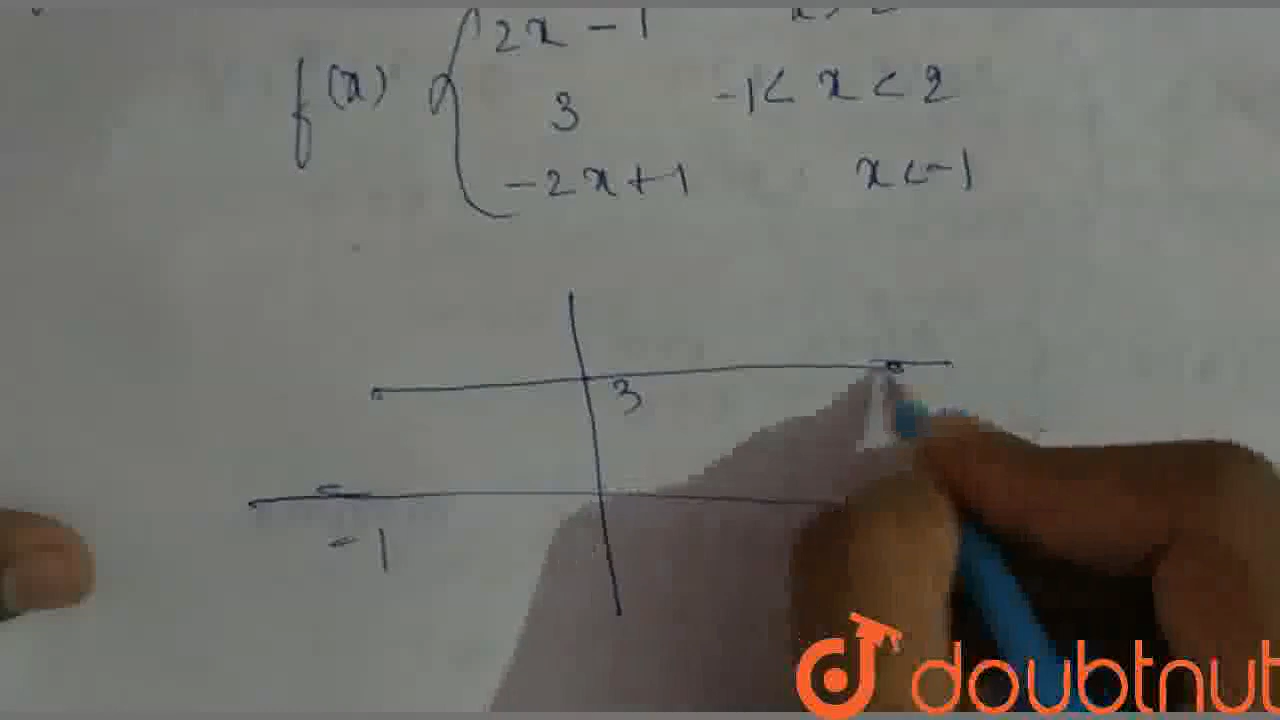 2x - 1
f(x) { 3 -1 < x < 2
-2x + 1 x < -1
3
-1
doubtnut